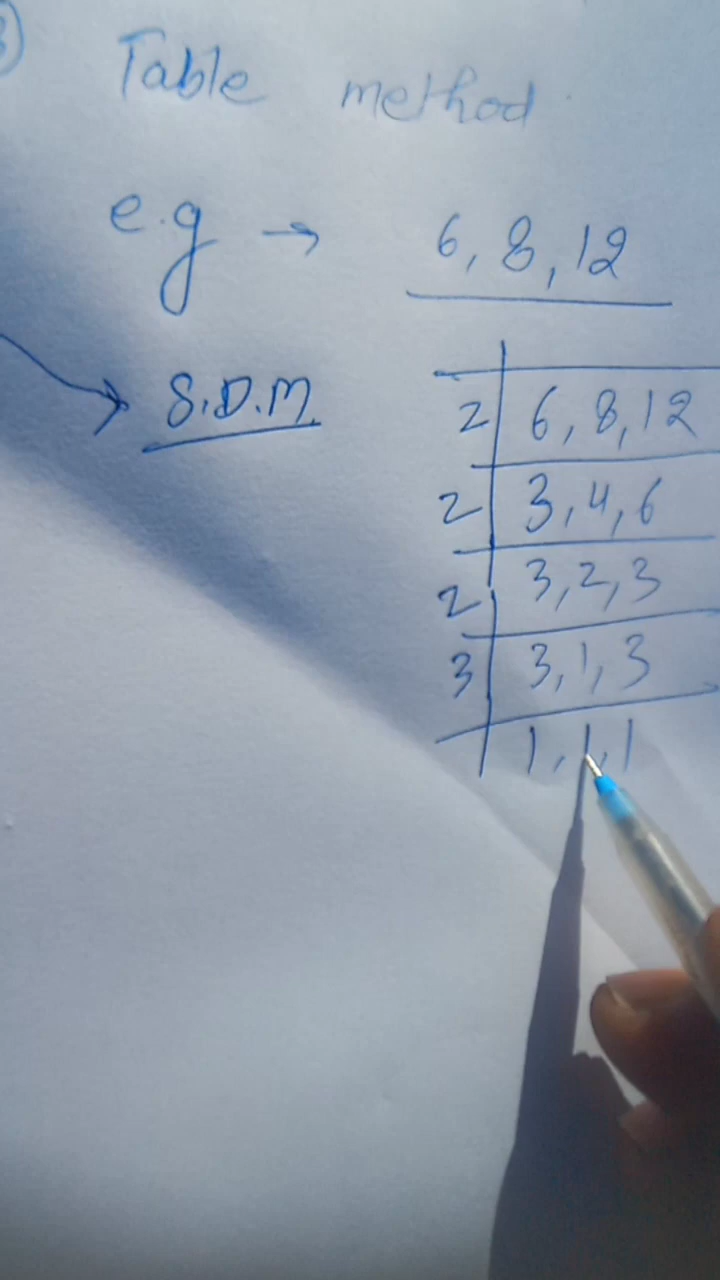 Table method
e.g → 6, 8, 12
→ S.D.M.
2 | 6, 8, 12
2 | 3, 4, 6
2 | 3, 2, 3
3 | 3, 1, 3
| 1, 1, 1